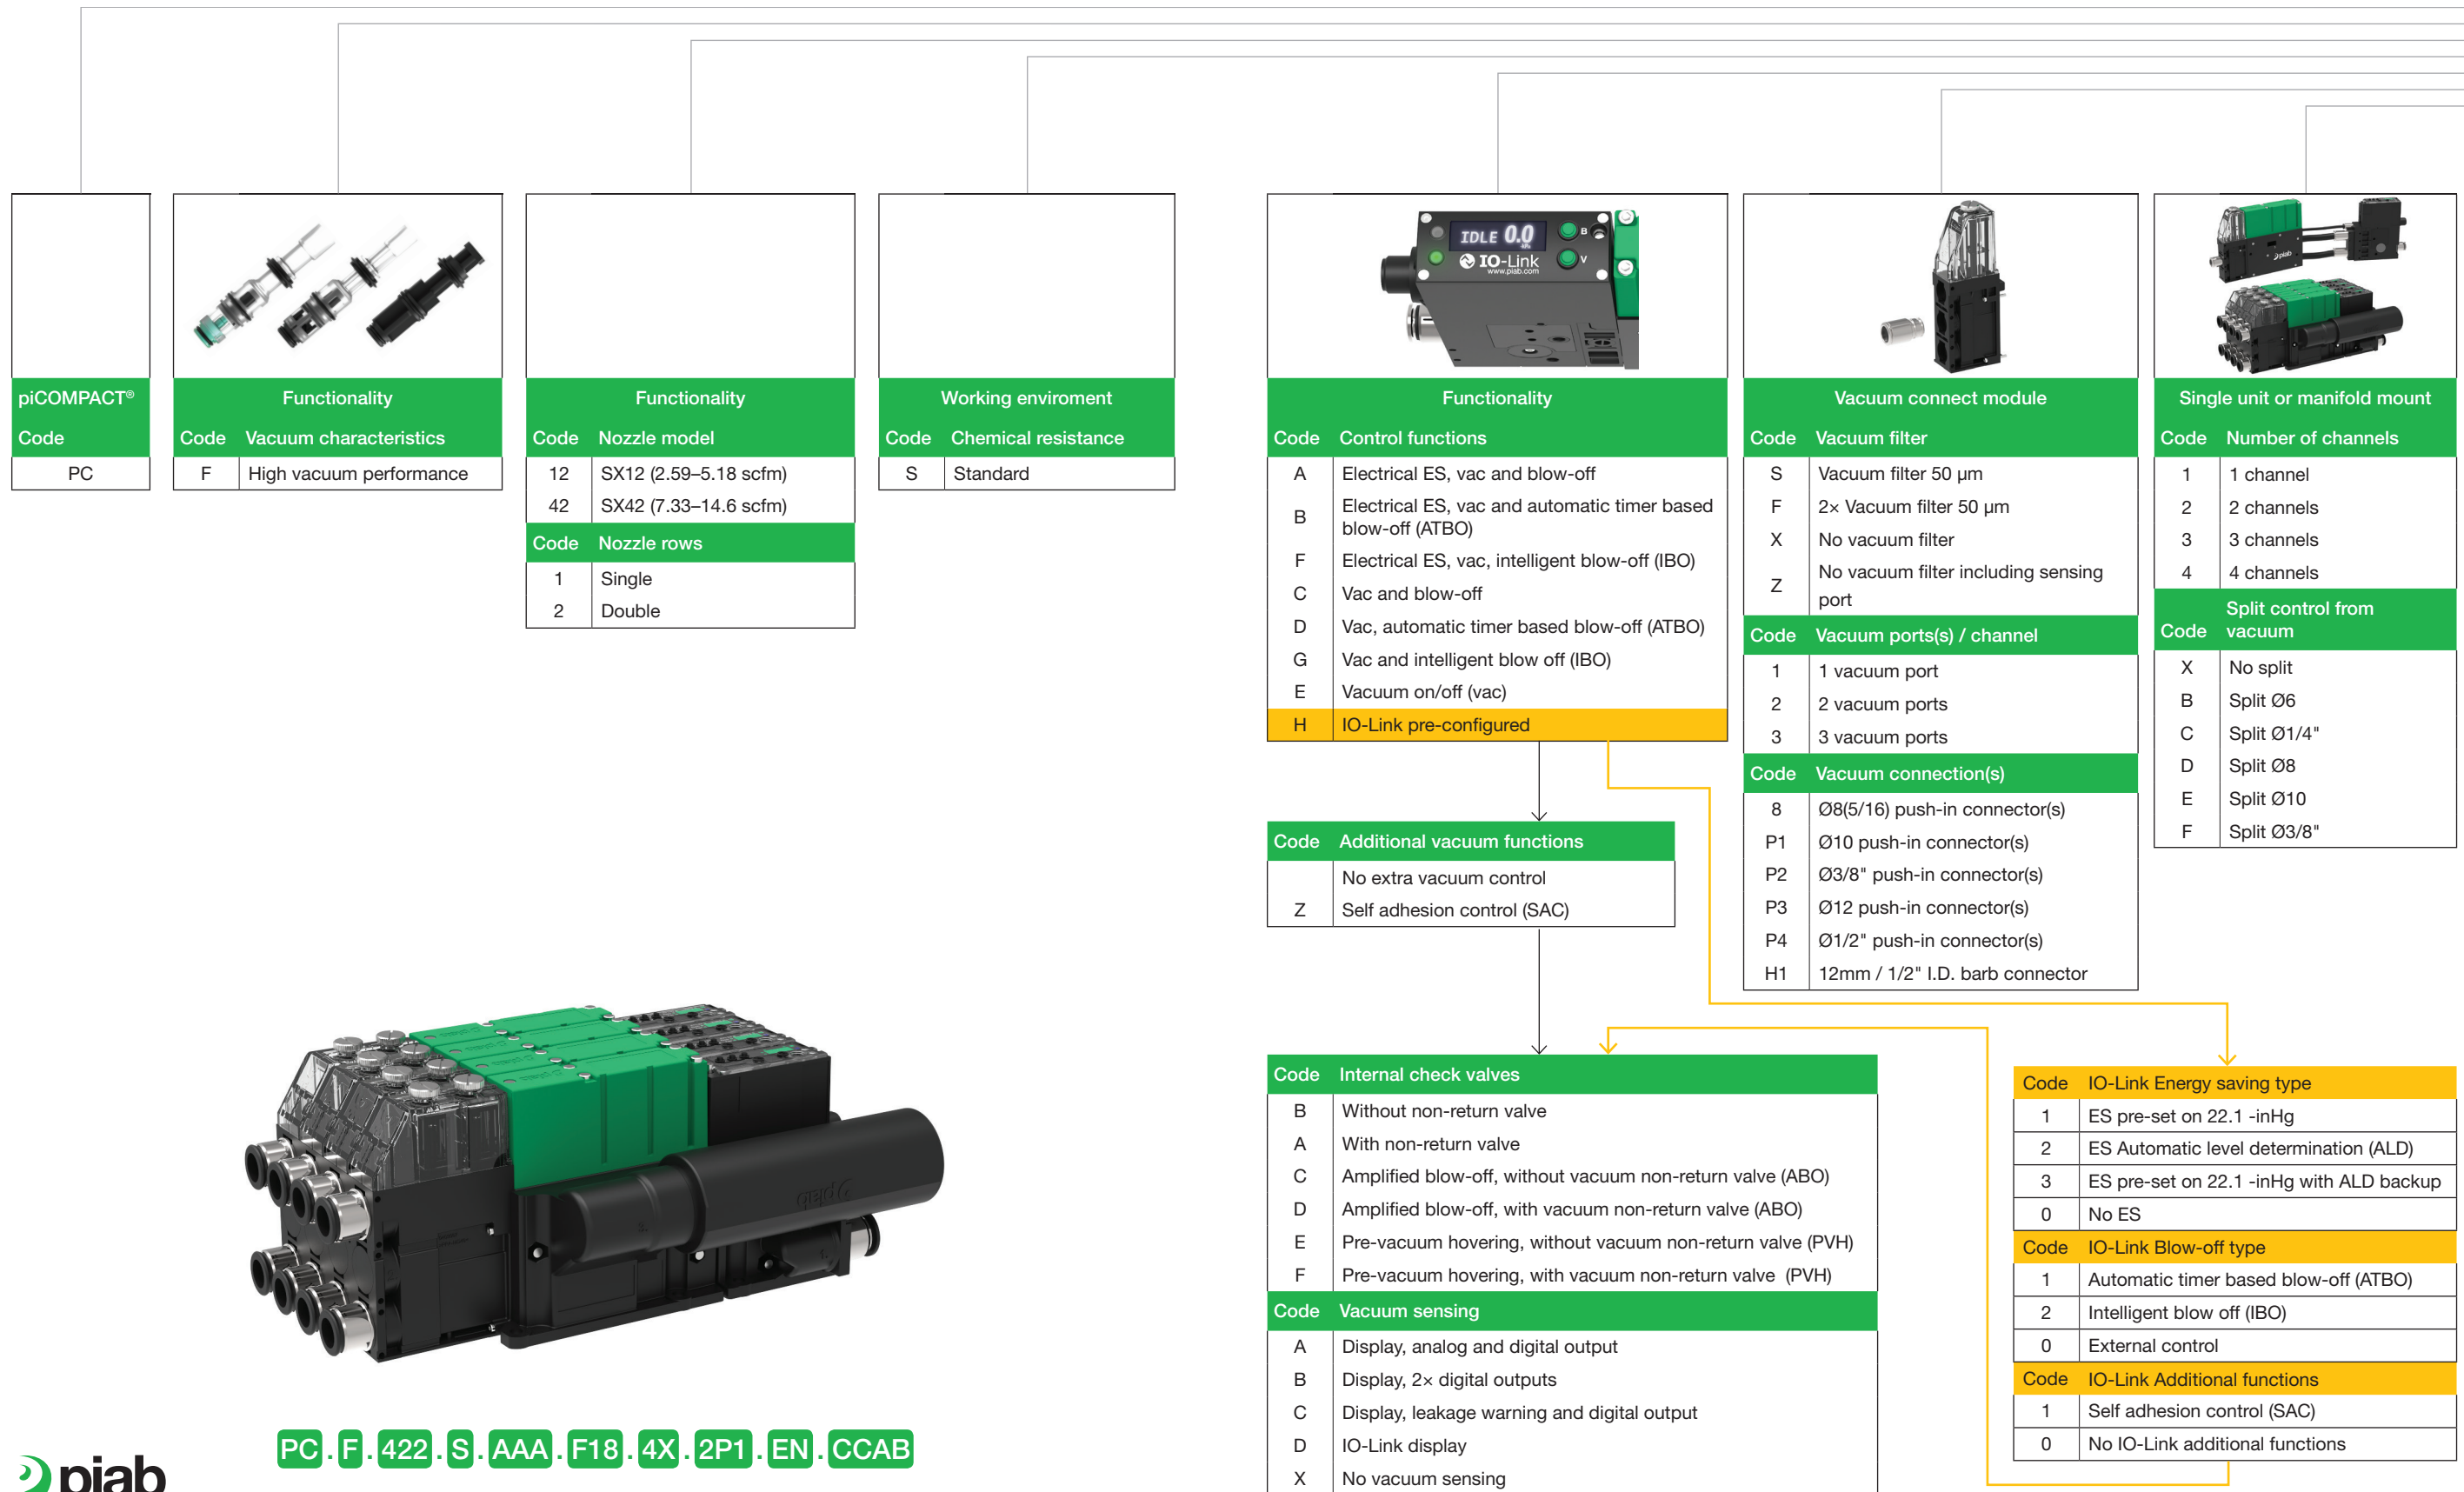 IDLE 0.0
kPa
B
IO-Link
www.piab.com
V
piab
piCOMPACT®
Code
PC
Functionality
Code Vacuum characteristics
F High vacuum performance
Functionality
Code Nozzle model
12 SX12 (2.59–5.18 scfm)
42 SX42 (7.33–14.6 scfm)
Code Nozzle rows
1 Single
2 Double
Working enviroment
Code Chemical resistance
S Standard
Functionality
Code Control functions
A Electrical ES, vac and blow-off
B Electrical ES, vac and automatic timer based
blow-off (ATBO)
F Electrical ES, vac, intelligent blow-off (IBO)
C Vac and blow-off
D Vac, automatic timer based blow-off (ATBO)
G Vac and intelligent blow off (IBO)
E Vacuum on/off (vac)
H IO-Link pre-configured
Code Additional vacuum functions
No extra vacuum control
Z Self adhesion control (SAC)
Code Internal check valves
B Without non-return valve
A With non-return valve
C Amplified blow-off, without vacuum non-return valve (ABO)
D Amplified blow-off, with vacuum non-return valve (ABO)
E Pre-vacuum hovering, without vacuum non-return valve (PVH)
F Pre-vacuum hovering, with vacuum non-return valve (PVH)
Code Vacuum sensing
A Display, analog and digital output
B Display, 2× digital outputs
C Display, leakage warning and digital output
D IO-Link display
X No vacuum sensing
Vacuum connect module
Code Vacuum filter
S Vacuum filter 50 µm
F 2× Vacuum filter 50 µm
X No vacuum filter
Z No vacuum filter including sensing
port
Code Vacuum ports(s) / channel
1 1 vacuum port
2 2 vacuum ports
3 3 vacuum ports
Code Vacuum connection(s)
8 Ø8(5/16) push-in connector(s)
P1 Ø10 push-in connector(s)
P2 Ø3/8" push-in connector(s)
P3 Ø12 push-in connector(s)
P4 Ø1/2" push-in connector(s)
H1 12mm / 1/2" I.D. barb connector
Single unit or manifold mount
Code Number of channels
1 1 channel
2 2 channels
3 3 channels
4 4 channels
Code Split control from
vacuum
X No split
B Split Ø6
C Split Ø1/4"
D Split Ø8
E Split Ø10
F Split Ø3/8"
Code IO-Link Energy saving type
1 ES pre-set on 22.1 -inHg
2 ES Automatic level determination (ALD)
3 ES pre-set on 22.1 -inHg with ALD backup
0 No ES
Code IO-Link Blow-off type
1 Automatic timer based blow-off (ATBO)
2 Intelligent blow off (IBO)
0 External control
Code IO-Link Additional functions
1 Self adhesion control (SAC)
0 No IO-Link additional functions
piab
PC.F.422.S.AAA.F18.4X.2P1.EN.CCAB
piab